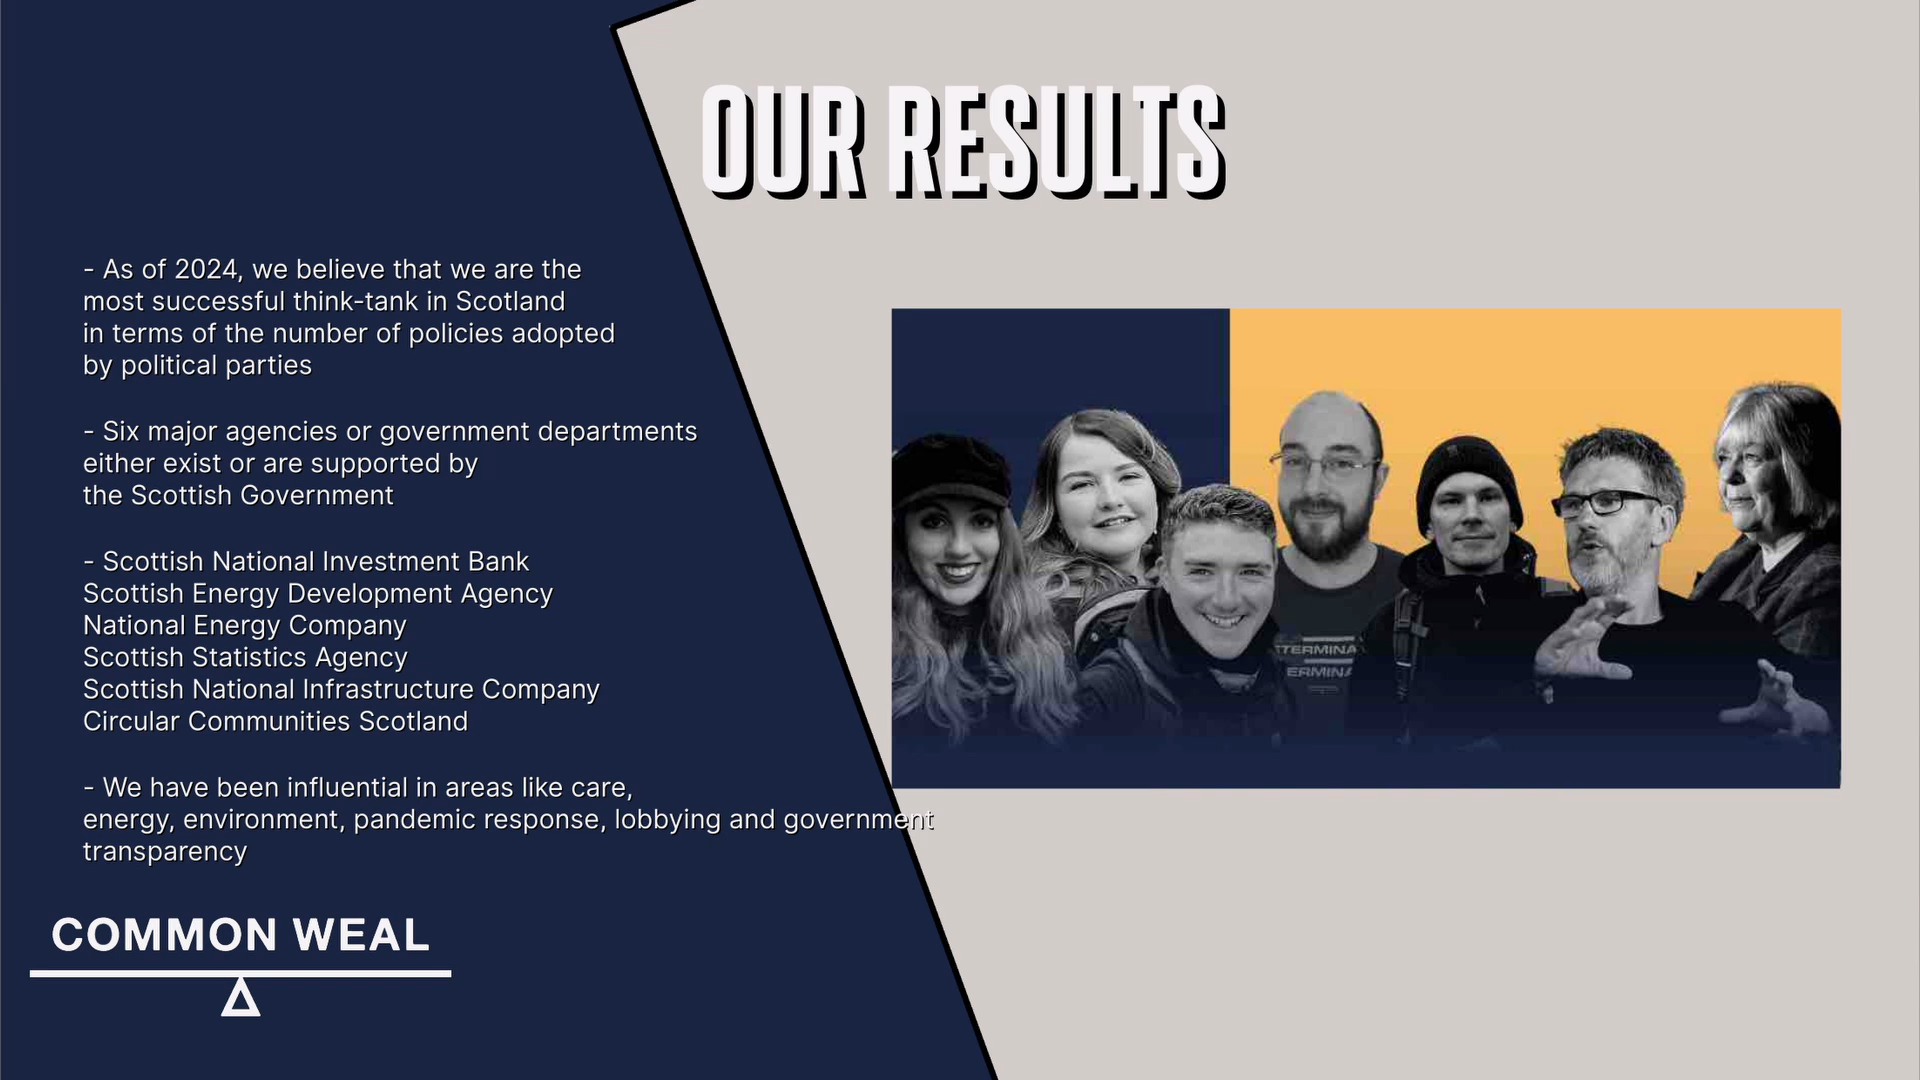 OUR RESULTS
- As of 2024, we believe that we are the
most successful think-tank in Scotland
in terms of the number of policies adopted
by political parties
- Six major agencies or government departments
either exist or are supported by
the Scottish Government
- Scottish National Investment Bank
Scottish Energy Development Agency
National Energy Company
Scottish Statistics Agency
Scottish National Infrastructure Company
Circular Communities Scotland
- We have been influential in areas like care,
energy, environment, pandemic response, lobbying and government
transparency
COMMON WEAL